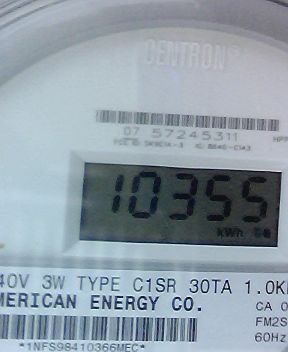 CENTRON®
07 57245311
10355
kWh
40V 3W TYPE C1SR 30TA 1.0K
MERICAN ENERGY CO.
CA 0
FM2S
60Hz
*1NFS98410366MEC*